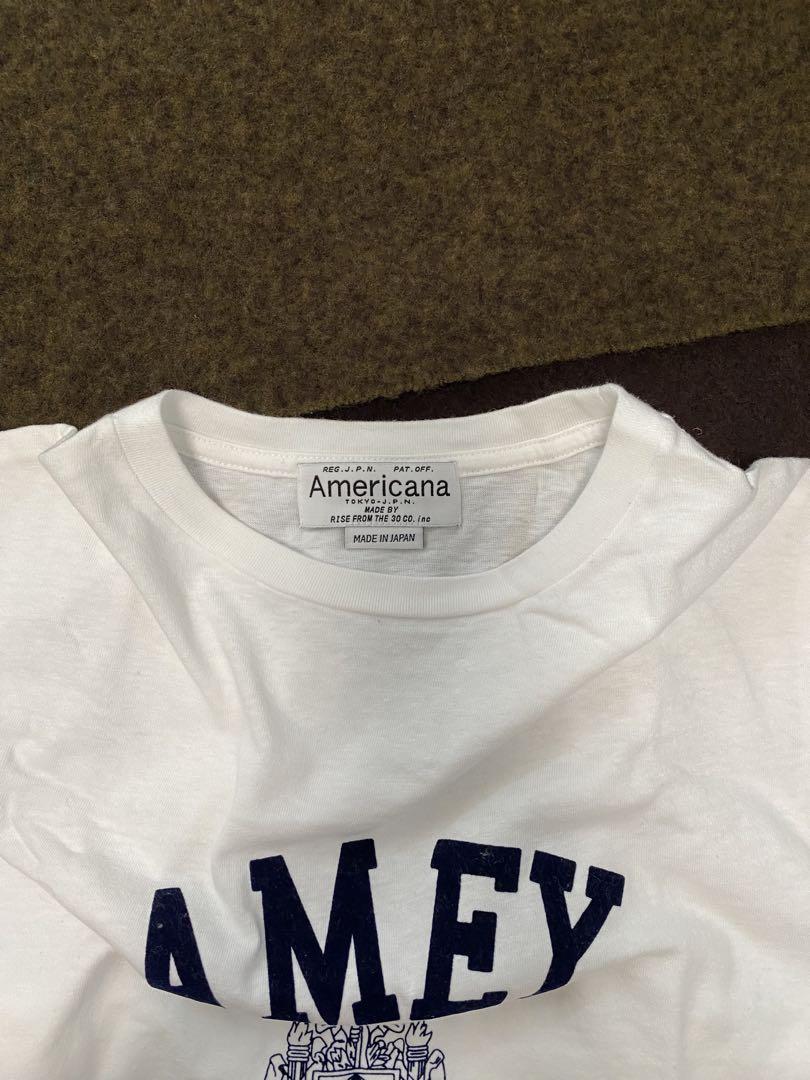 REG.J.P.N. PAT.OFF.
Americana
TOKYO-J.P.N.
MADE BY
RISE FROM THE 30 CO. inc
MADE IN JAPAN
AMEY